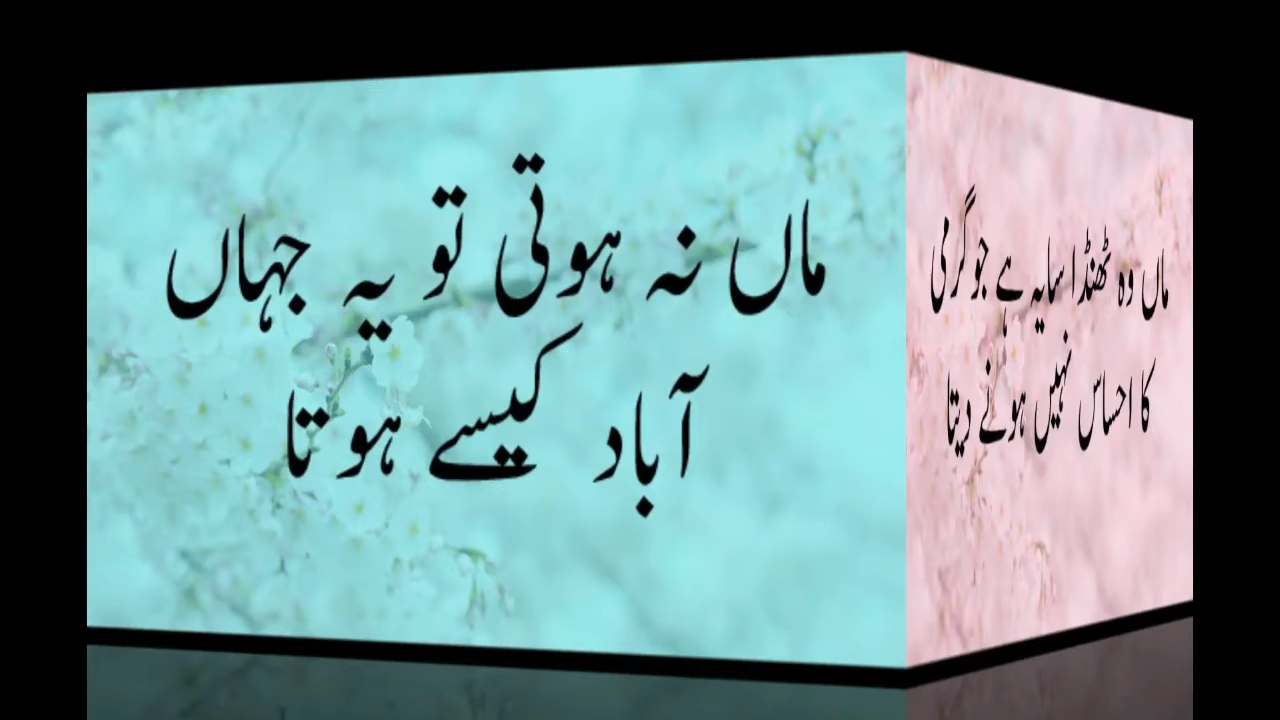 ماں نہ ہوتی تو یہ جہاں
آباد کیسے ہوتا
ماں وہ ٹھنڈا سایہ ہے جو گرمی
کا احساس نہیں ہونے دیتا